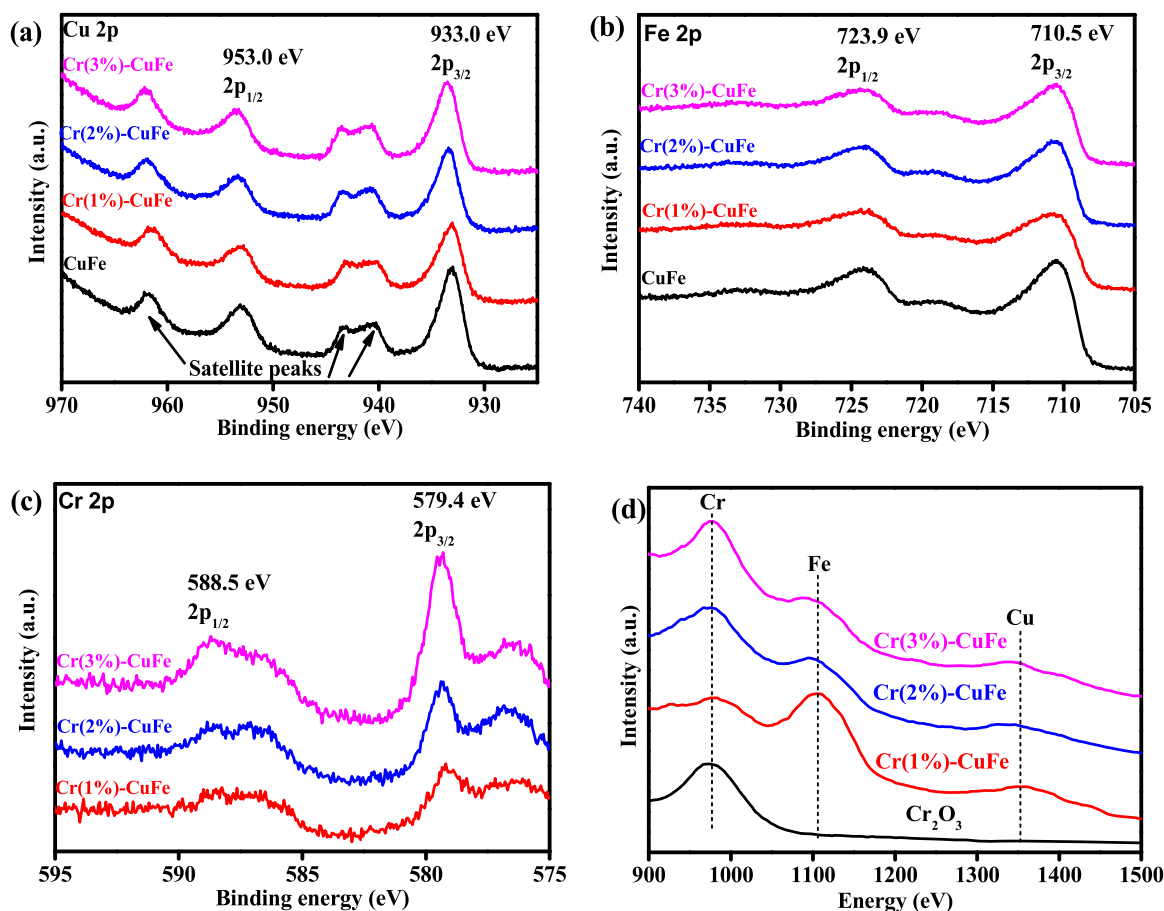 (a)
Cu 2p
933.0 eV
2p3/2
953.0 eV
2p1/2
Cr(3%)-CuFe
Cr(2%)-CuFe
Cr(1%)-CuFe
CuFe
Satellite peaks
Intensity (a.u.)
970 960 950 940 930
Binding energy (eV)
(b)
Fe 2p
723.9 eV
2p1/2
710.5 eV
2p3/2
Cr(3%)-CuFe
Cr(2%)-CuFe
Cr(1%)-CuFe
CuFe
Intensity (a.u.)
740 735 730 725 720 715 710 705
Binding energy (eV)
(c)
Cr 2p
579.4 eV
2p3/2
588.5 eV
2p1/2
Cr(3%)-CuFe
Cr(2%)-CuFe
Cr(1%)-CuFe
Intensity (a.u.)
595 590 585 580 575
Binding energy (eV)
(d)
Cr
Fe
Cu
Cr(3%)-CuFe
Cr(2%)-CuFe
Cr(1%)-CuFe
Cr2O3
Intensity (a.u.)
900 1000 1100 1200 1300 1400 1500
Energy (eV)